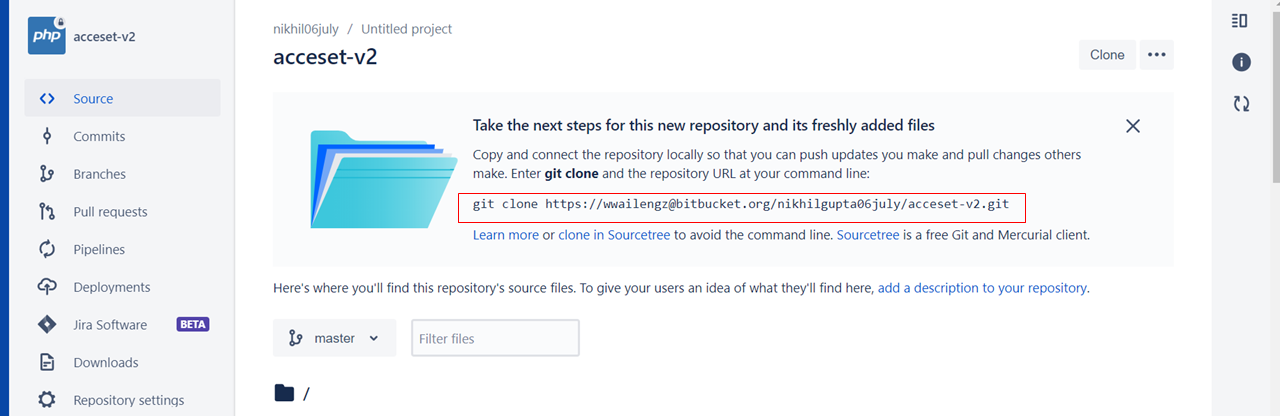 php
acceset-v2
Source
Commits
Branches
Pull requests
Pipelines
Deployments
Jira Software BETA
Downloads
Repository settings
nikhil06july / Untitled project
acceset-v2
Clone
Take the next steps for this new repository and its freshly added files
Copy and connect the repository locally so that you can push updates you make and pull changes others
make. Enter git clone and the repository URL at your command line:
git clone https://wwailengz@bitbucket.org/nikhilgupta06july/acceset-v2.git
Learn more or clone in Sourcetree to avoid the command line. Sourcetree is a free Git and Mercurial client.
Here's where you'll find this repository's source files. To give your users an idea of what they'll find here, add a description to your repository.
master
Filter files
/